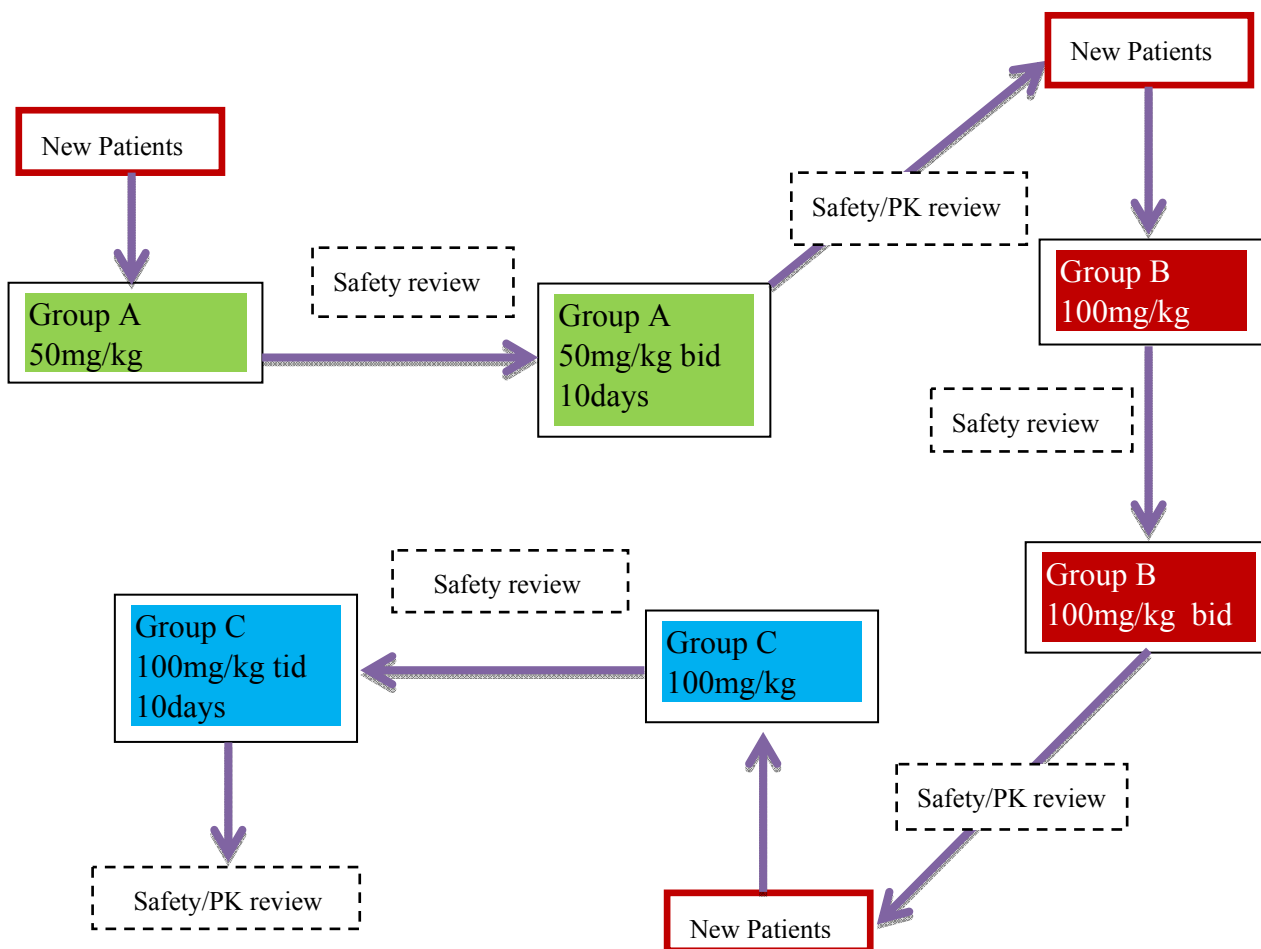 New Patients
New Patients
Safety/PK review
Safety review
Group A
50mg/kg
Group A
50mg/kg bid
10days
Group B
100mg/kg
Safety review
Group B
100mg/kg  bid
Safety review
Group C
100mg/kg tid
10days
Group C
100mg/kg
Safety/PK review
Safety/PK review
New Patients